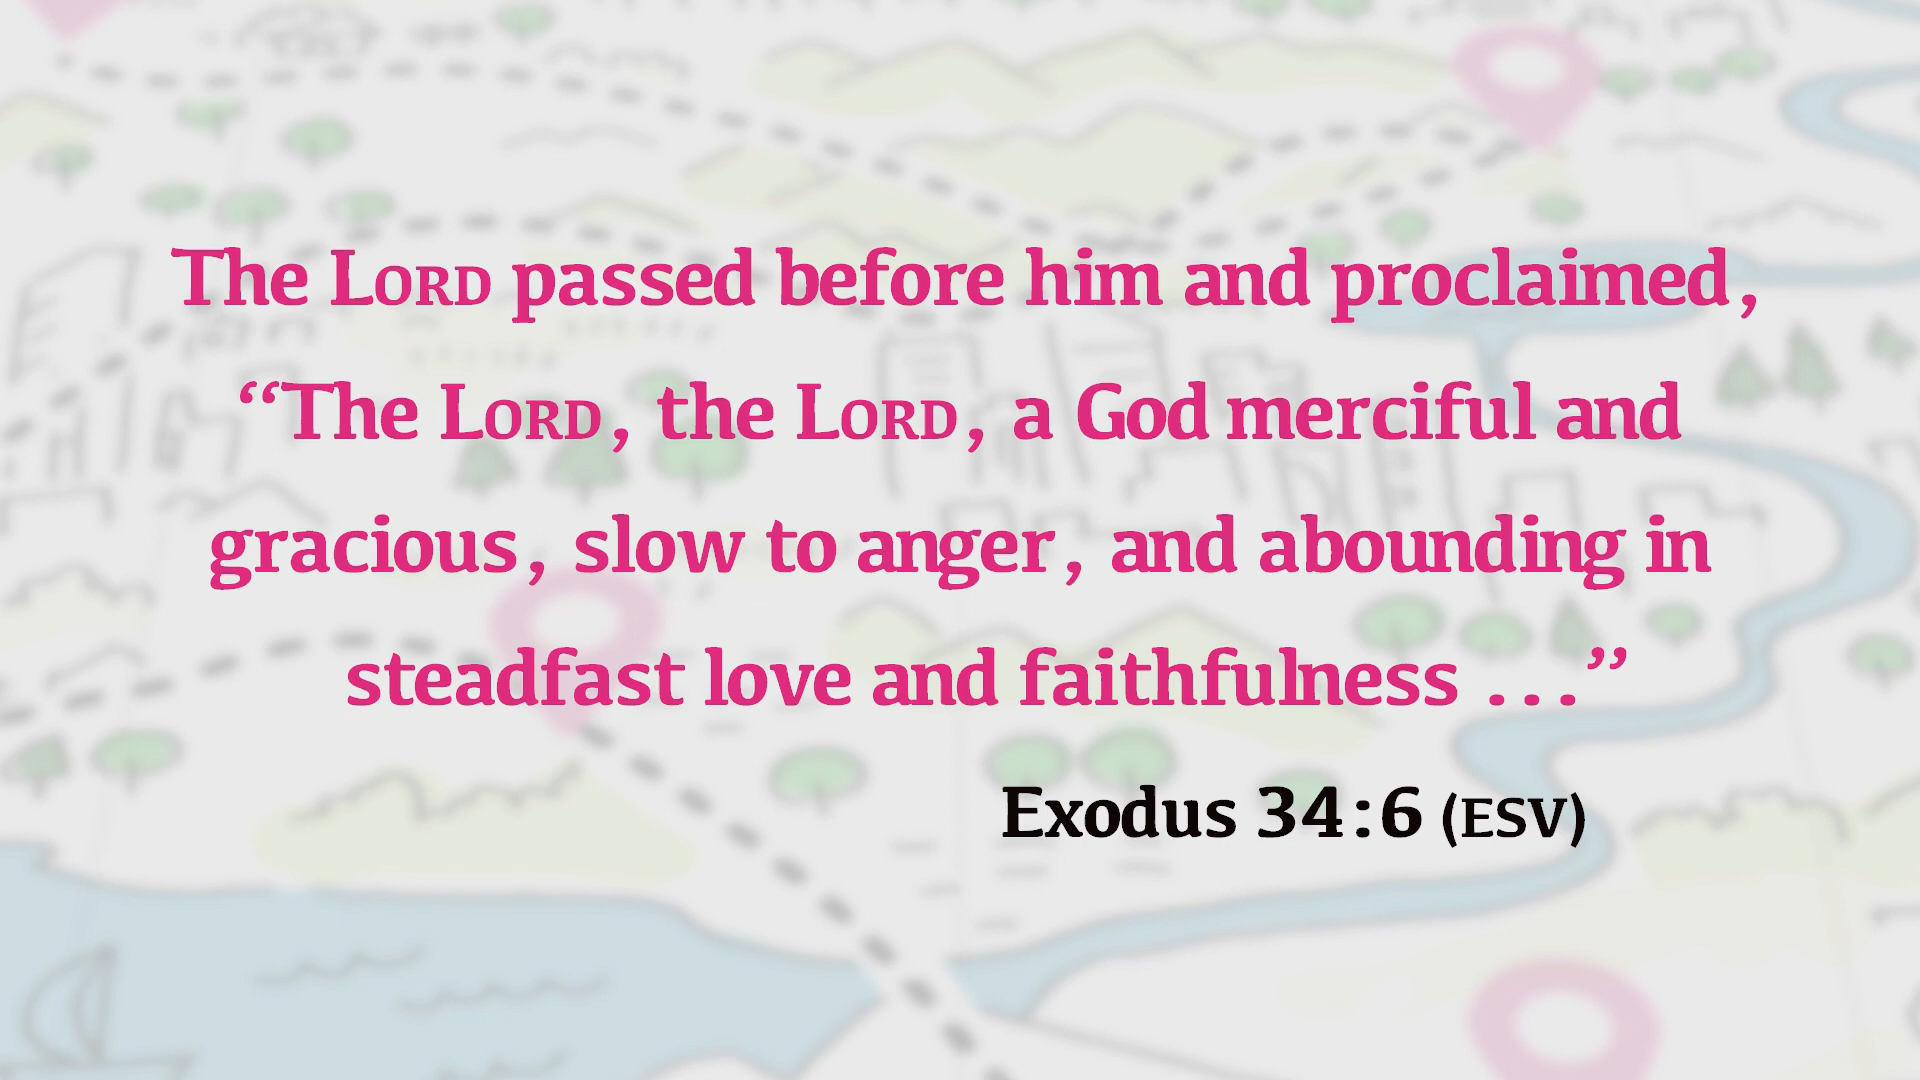 The LORD passed before him and proclaimed,
“The LORD, the LORD, a God merciful and
gracious, slow to anger, and abounding in
steadfast love and faithfulness . . .”
Exodus 34:6 (ESV)